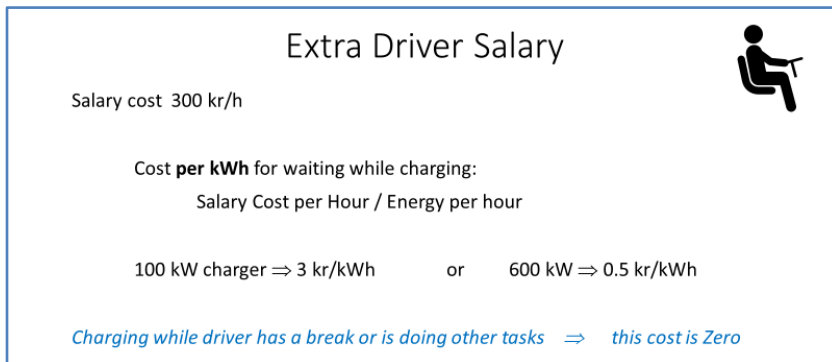 Extra Driver Salary
Salary cost 300 kr/h
Cost per kWh for waiting while charging:
Salary Cost per Hour / Energy per hour
100 kW charger ⇒ 3 kr/kWh or 600 kW ⇒ 0.5 kr/kWh
Charging while driver has a break or is doing other tasks ⇒ this cost is Zero